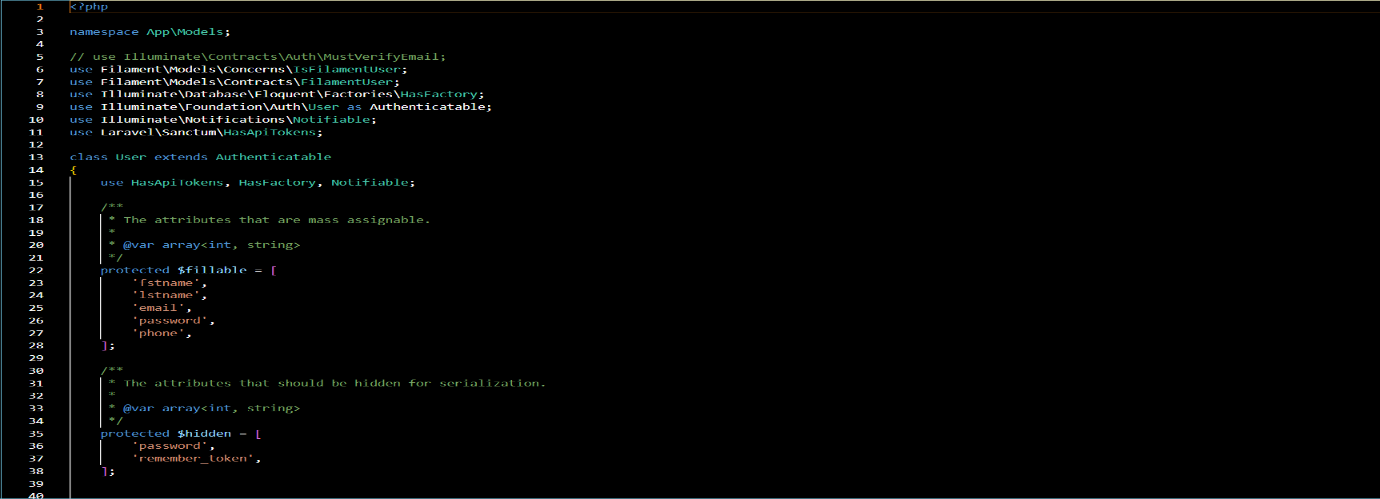 1 <?php
2
3 namespace App\Models;
4
5 // use Illuminate\Contracts\Auth\MustVerifyEmail;
6 use Filament\Models\Concerns\IsFilamentUser;
7 use Filament\Models\Contracts\FilamentUser;
8 use Illuminate\Database\Eloquent\Factories\HasFactory;
9 use Illuminate\Foundation\Auth\User as Authenticatable;
10 use Illuminate\Notifications\Notifiable;
11 use Laravel\Sanctum\HasApiTokens;
12
13 class User extends Authenticatable
14 {
15 use HasApiTokens, HasFactory, Notifiable;
16
17 /**
18 * The attributes that are mass assignable.
19 *
20 * @var array<int, string>
21 */
22 protected $fillable = [
23 'fstname',
24 'lstname',
25 'email',
26 'password',
27 'phone',
28 ];
29
30 /**
31 * The attributes that should be hidden for serialization.
32 *
33 * @var array<int, string>
34 */
35 protected $hidden = [
36 'password',
37 'remember_token',
38 ];
39
40